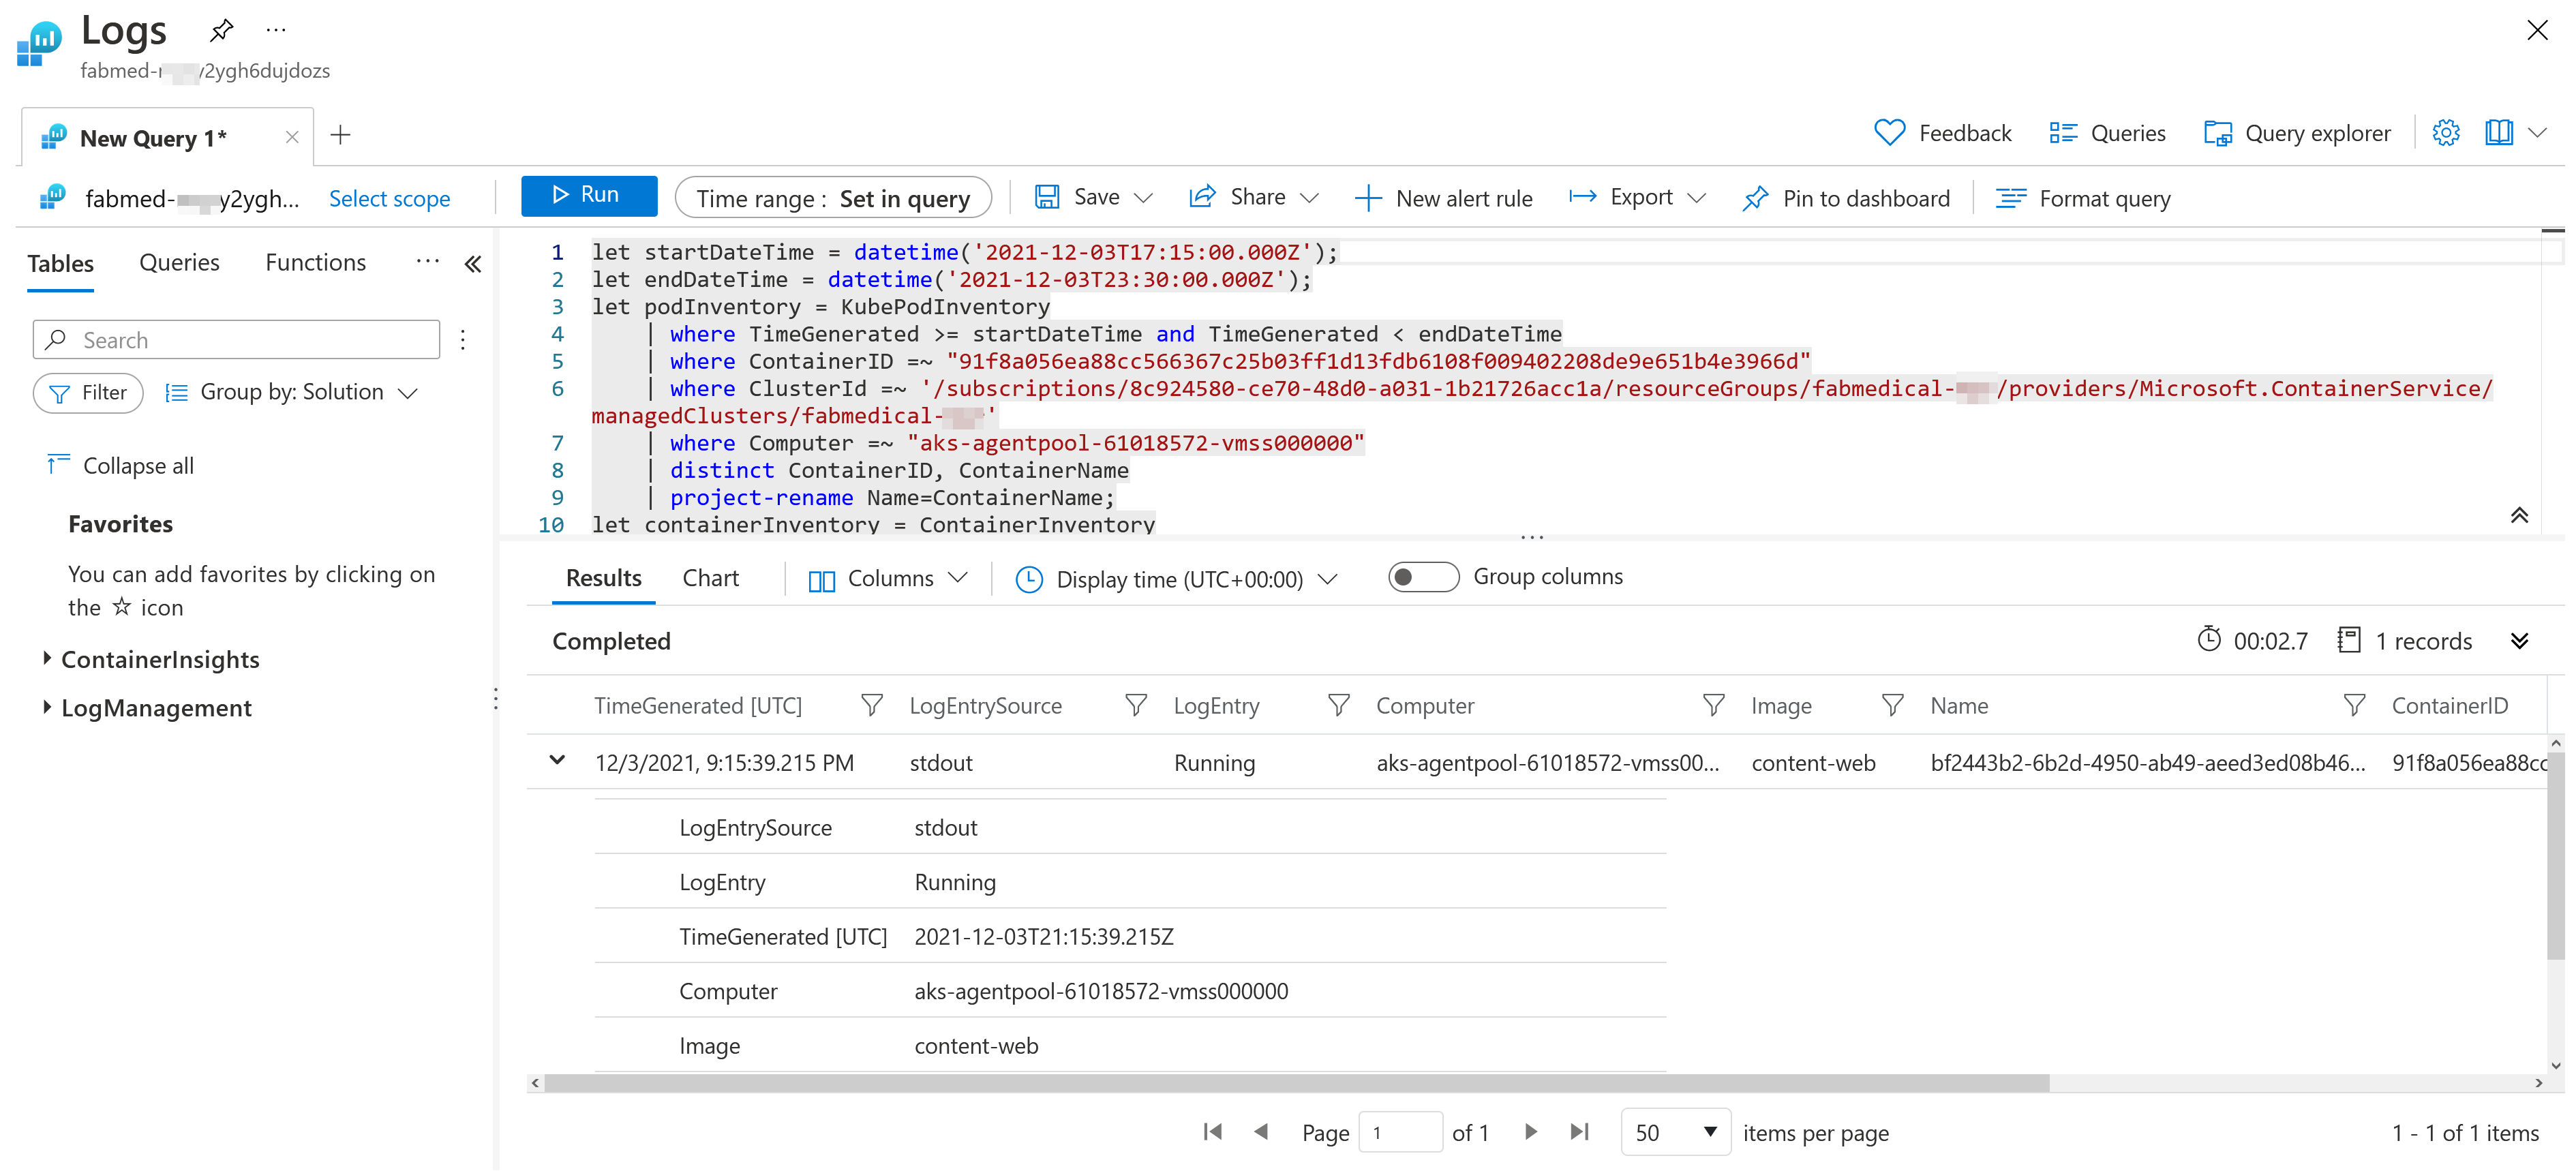 Logs
fabmed- y2ygh6dujdozs
New Query 1*
Feedback
Queries
Query explorer
fabmed- y2ygh...
Select scope
Run
Time range : Set in query
Save
Share
New alert rule
Export
Pin to dashboard
Format query
Tables
Queries
Functions
Search
Filter
Group by: Solution
Collapse all
Favorites
You can add favorites by clicking on
the ☆ icon
ContainerInsights
LogManagement
1 let startDateTime = datetime('2021-12-03T17:15:00.000Z');
2 let endDateTime = datetime('2021-12-03T23:30:00.000Z');
3 let podInventory = KubePodInventory
4 | where TimeGenerated >= startDateTime and TimeGenerated < endDateTime
5 | where ContainerID =~ "91f8a056ea88cc566367c25b03ff1d13fdb6108f009402208de9e651b4e3966d"
6 | where ClusterId =~ '/subscriptions/8c924580-ce70-48d0-a031-1b21726acc1a/resourceGroups/fabmedical- /providers/Microsoft.ContainerService/
managedClusters/fabmedical- '
7 | where Computer =~ "aks-agentpool-61018572-vmss000000"
8 | distinct ContainerID, ContainerName
9 | project-rename Name=ContainerName;
10 let containerInventory = ContainerInventory
Results
Chart
Columns
Display time (UTC+00:00)
Group columns
Completed
00:02.7
1 records
TimeGenerated [UTC] LogEntrySource LogEntry Computer Image Name ContainerID
12/3/2021, 9:15:39.215 PM stdout Running aks-agentpool-61018572-vmss00... content-web bf2443b2-6b2d-4950-ab49-aeed3ed08b46... 91f8a056ea88cc
LogEntrySource stdout
LogEntry Running
TimeGenerated [UTC] 2021-12-03T21:15:39.215Z
Computer aks-agentpool-61018572-vmss000000
Image content-web
Page 1 of 1
50 items per page
1 - 1 of 1 items